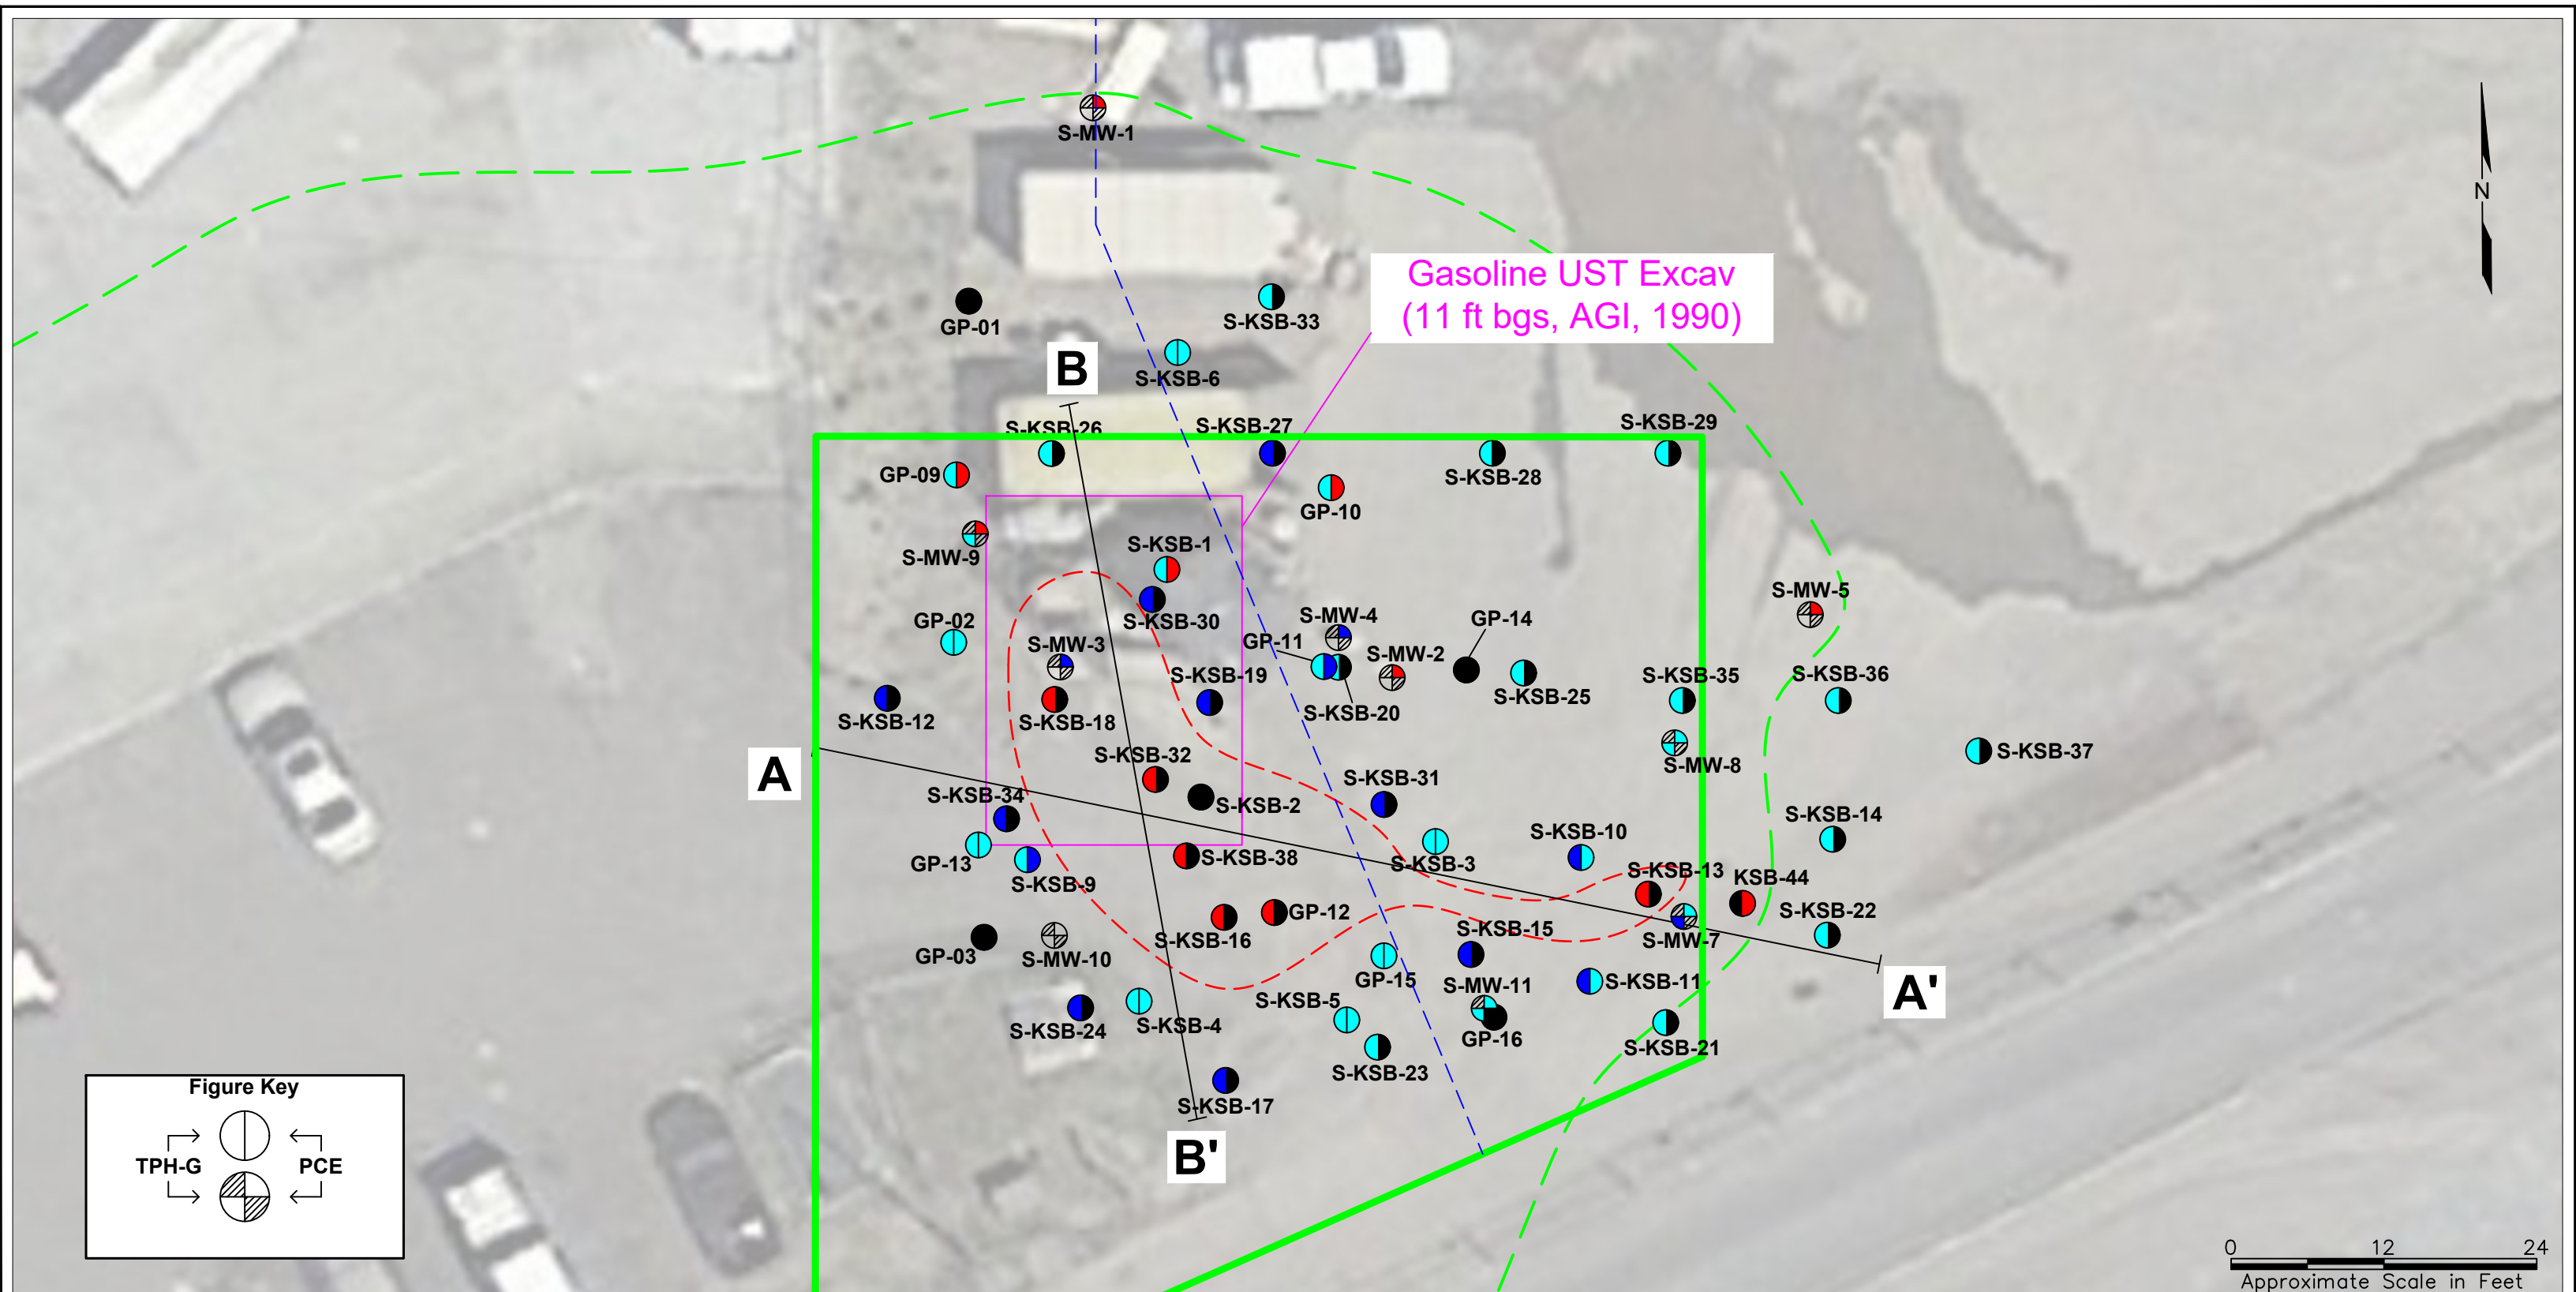 S-MW-1
N
Gasoline UST Excav
(11 ft bgs, AGI, 1990)
GP-01
S-KSB-33
S-KSB-6
B
S-KSB-26
S-KSB-27
S-KSB-29
GP-09
S-KSB-28
GP-10
S-MW-9
S-KSB-1
S-KSB-30
S-MW-5
GP-02
S-MW-4
GP-14
GP-11
S-MW-3
S-MW-2
S-KSB-19
S-KSB-35
S-KSB-36
S-KSB-25
S-KSB-20
S-KSB-12
S-KSB-18
S-KSB-37
S-KSB-32
S-MW-8
A
S-KSB-31
S-KSB-34
S-KSB-2
S-KSB-14
S-KSB-10
S-KSB-38
GP-13
S-KSB-3
S-KSB-13
KSB-44
S-KSB-9
GP-12
S-KSB-22
S-KSB-15
S-KSB-16
S-MW-7
GP-03
S-MW-10
GP-15
S-MW-11
S-KSB-11
A'
S-KSB-5
S-KSB-24
S-KSB-4
GP-16
S-KSB-21
S-KSB-23
S-KSB-17
B'
Figure Key
TPH-G
PCE
0 12 24
Approximate Scale in Feet